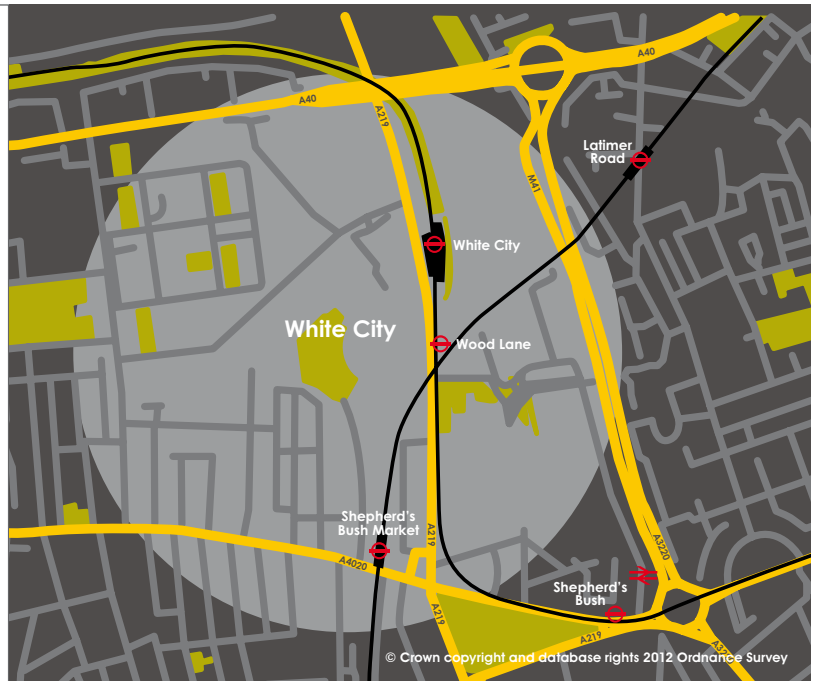 A40
A40
A219
Latimer
Road
M41
White City
White City
Wood Lane
Shepherd's
Bush Market
A219
A4020
A3220
Shepherd's
Bush
A219
A219
© Crown copyright and database rights 2012 Ordnance Survey